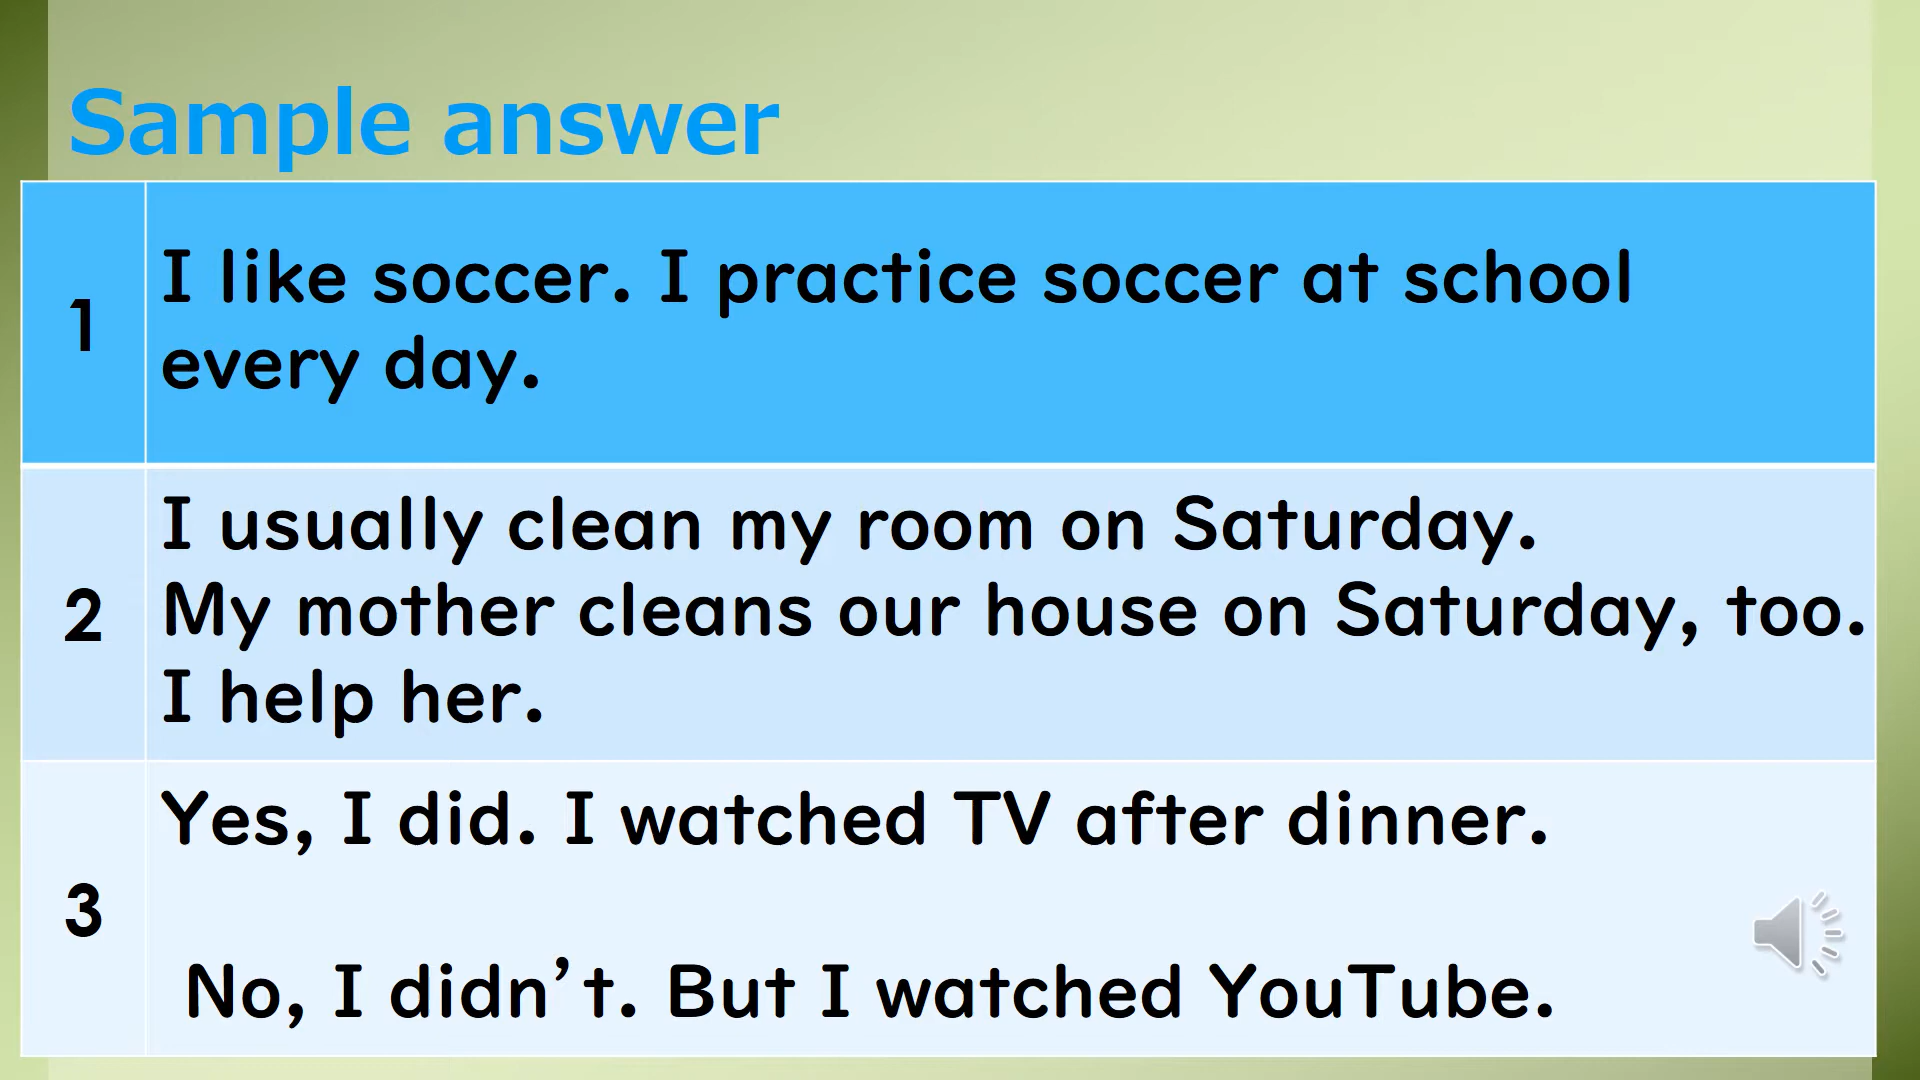 Sample answer
1
I like soccer. I practice soccer at school
every day.
2
I usually clean my room on Saturday.
My mother cleans our house on Saturday, too.
I help her.
3
Yes, I did. I watched TV after dinner.
No, I didn’t. But I watched YouTube.